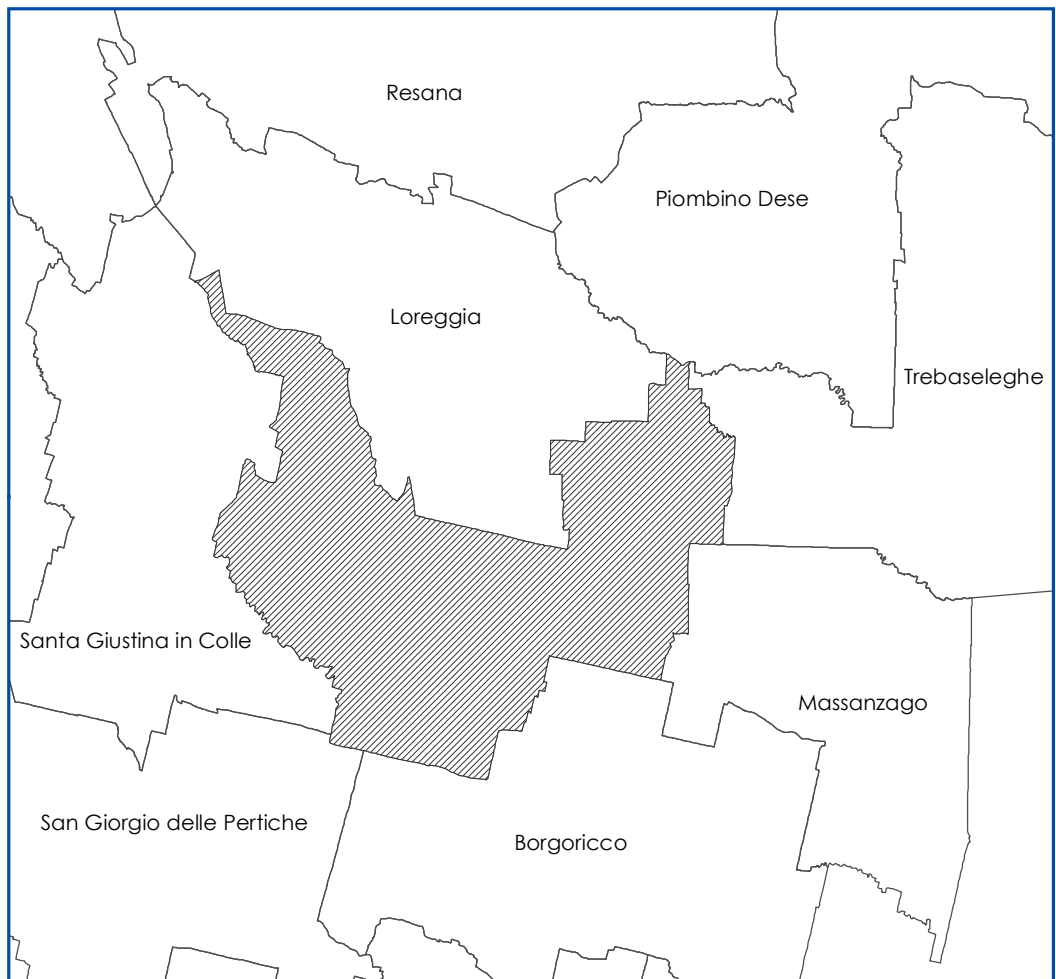 Resana
Piombino Dese
Loreggia
Trebaseleghe
Santa Giustina in Colle
Massanzago
San Giorgio delle Pertiche
Borgoricco